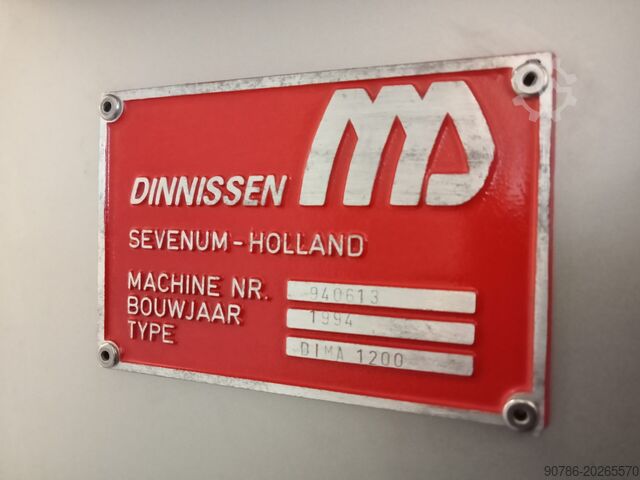 DINNISSEN
SEVENUM - HOLLAND
MACHINE NR. 940613
BOUWJAAR 1994
TYPE DIMA 1200
90786-20265570